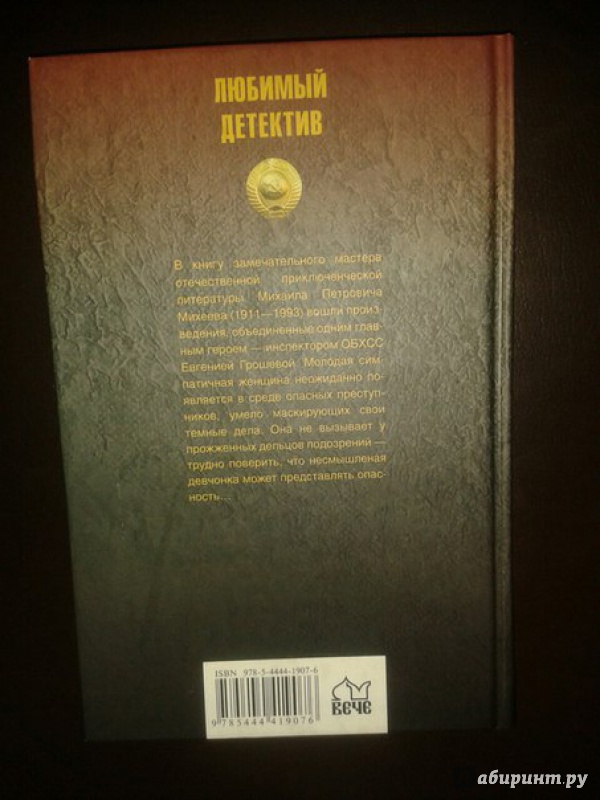 ЛЮБИМЫЙ
ДЕТЕКТИВ
В книгу замечательного мастера
отечественной приключенческой
литературы Михаила Петровича
Михеева (1911—1993) вошли произ-
ведения, объединенные одним глав-
ным героем — инспектором ОБХСС
Евгенией Грошевой. Молодая сим-
патичная женщина неожиданно по-
является в среде опасных преступ-
ников, умело маскирующих свои
темные дела. Она не вызывает у
прожженных дельцов подозрений —
трудно поверить, что несмышленая
девчонка может представлять опас-
ность...
ISBN 978-5-4444-1907-6
9 785444 419076
ВЕЧЕ
абиринт.ру